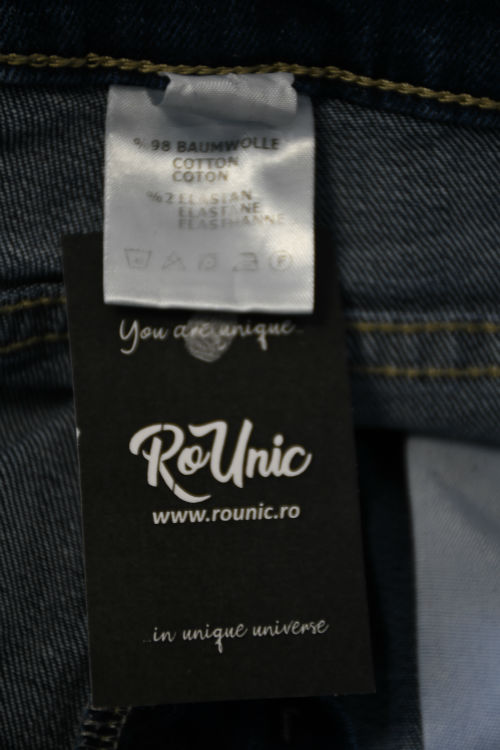 %98 BAUMWOLLE
COTTON
COTON
%2 ELASTAN
ELASTANE
ELASTHANNE
You are unique..
RoUnic
www.rounic.ro
..in unique universe